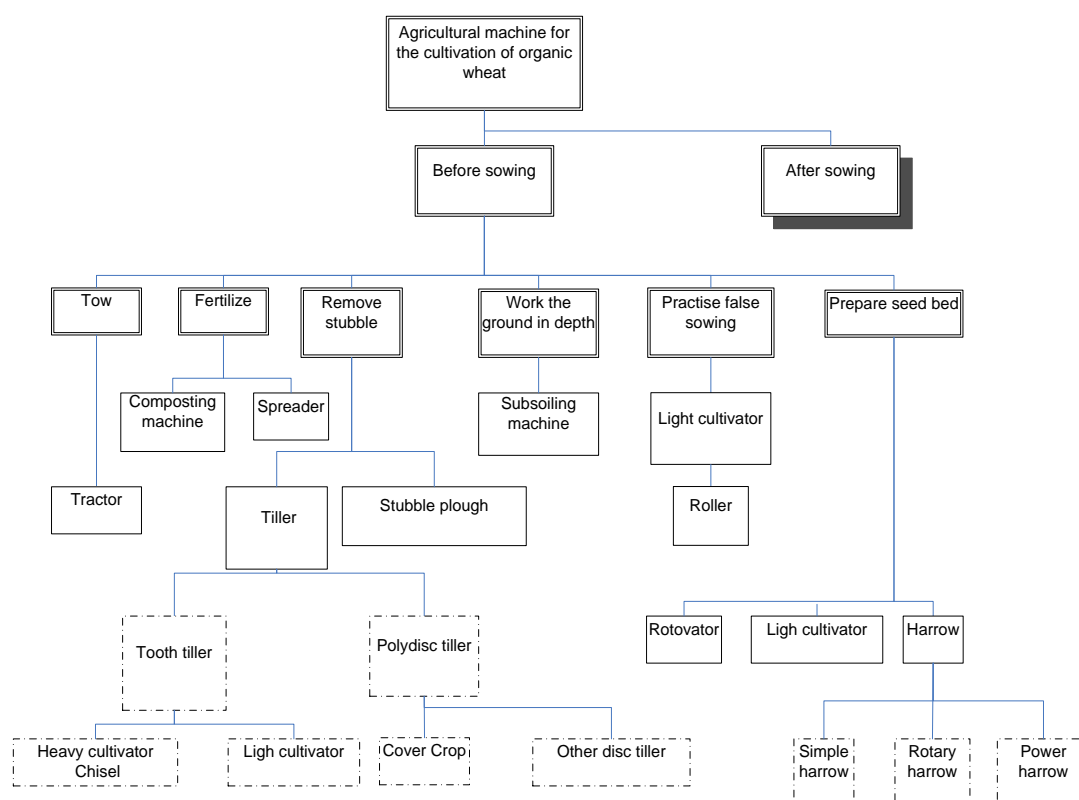 Agricultural machine for
the cultivation of organic
wheat
Before sowing
After sowing
Tow
Fertilize
Remove
stubble
Work the
ground in depth
Practise false
sowing
Prepare seed bed
Composting
machine
Spreader
Subsoiling
machine
Light cultivator
Tractor
Tiller
Stubble plough
Roller
Tooth tiller
Polydisc tiller
Rotovator
Ligh cultivator
Harrow
Heavy cultivator
Chisel
Ligh cultivator
Cover Crop
Other disc tiller
Simple
harrow
Rotary
harrow
Power
harrow